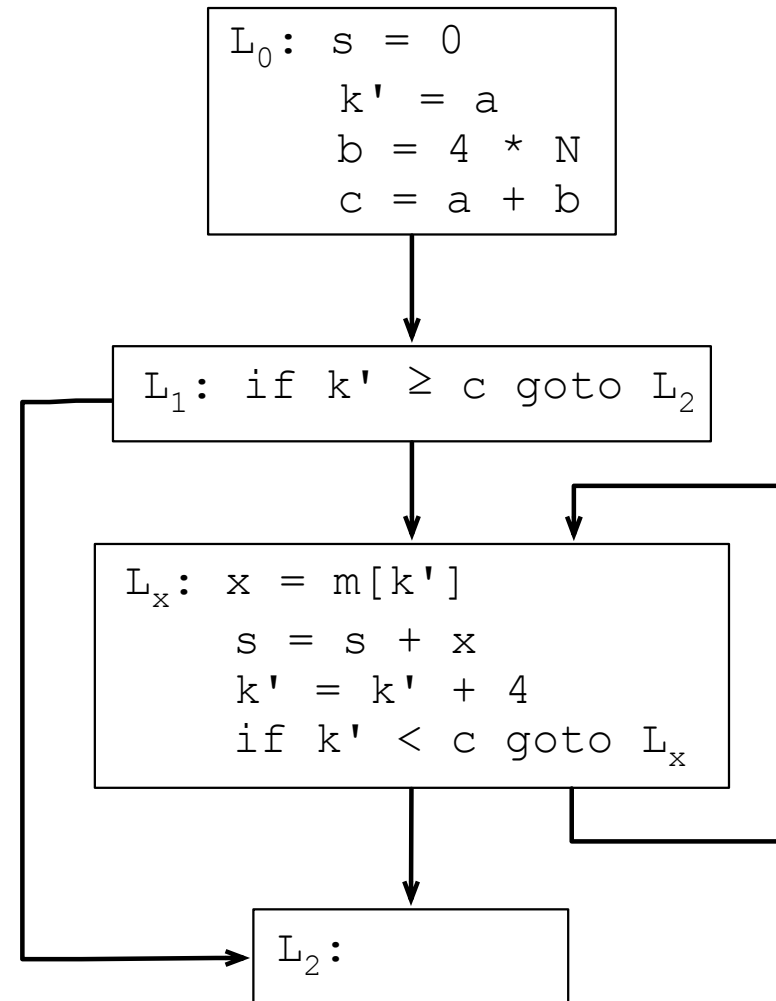 L₀: s = 0
k' = a
b = 4 * N
c = a + b
L₁: if k' ≥ c goto L₂
Lₓ: x = m[k']
s = s + x
k' = k' + 4
if k' < c goto Lₓ
L₂: